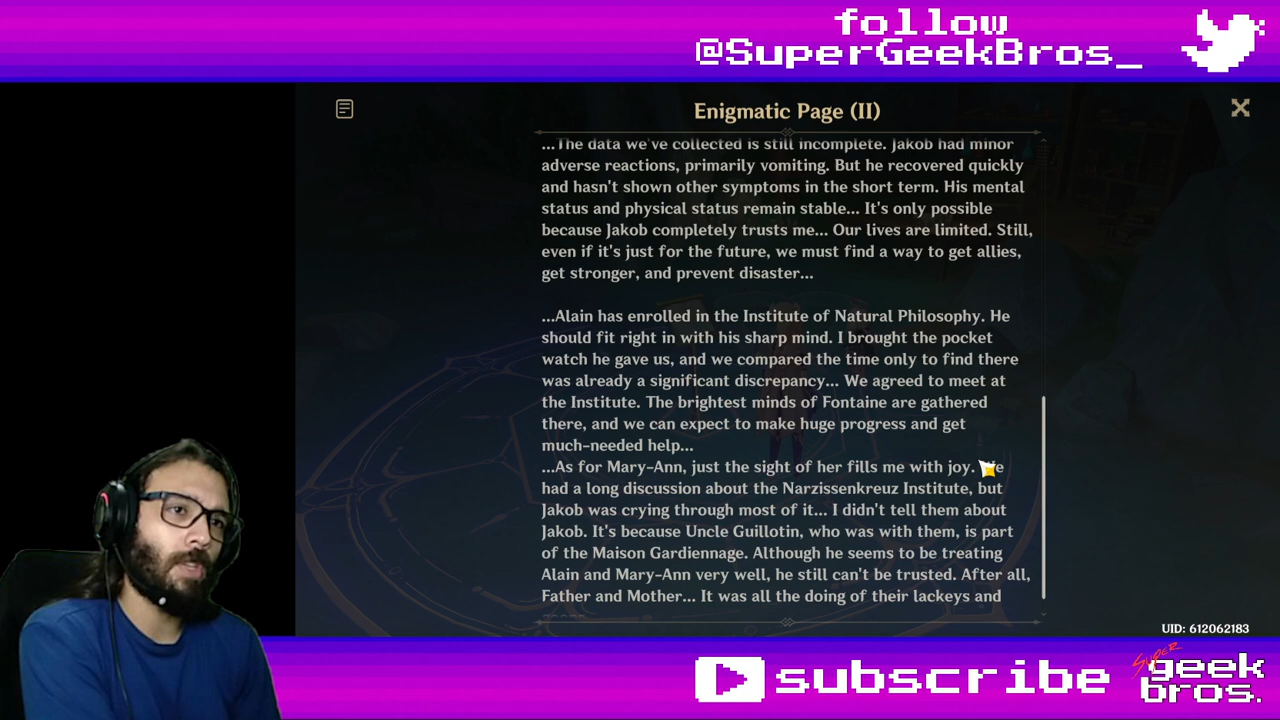 follow
@SuperGeekBros_
Enigmatic Page (II)
...The data we've collected is still incomplete. Jakob had minor
adverse reactions, primarily vomiting. But he recovered quickly
and hasn't shown other symptoms in the short term. His mental
status and physical status remain stable... It's only possible
because Jakob completely trusts me... Our lives are limited. Still,
even if it's just for the future, we must find a way to get allies,
get stronger, and prevent disaster...
...Alain has enrolled in the Institute of Natural Philosophy. He
should fit right in with his sharp mind. I brought the pocket
watch he gave us, and we compared the time only to find there
was already a significant discrepancy... We agreed to meet at
the Institute. The brightest minds of Fontaine are gathered
there, and we can expect to make huge progress and get
much-needed help...
...As for Mary-Ann, just the sight of her fills me with joy. We
had a long discussion about the Narzissenkreuz Institute, but
Jakob was crying through most of it... I didn't tell them about
Jakob. It's because Uncle Guillotin, who was with them, is part
of the Maison Gardiennage. Although he seems to be treating
Alain and Mary-Ann very well, he still can't be trusted. After all,
Father and Mother... It was all the doing of their lackeys and
UID: 612062183
subscribe
super
geek
bros.